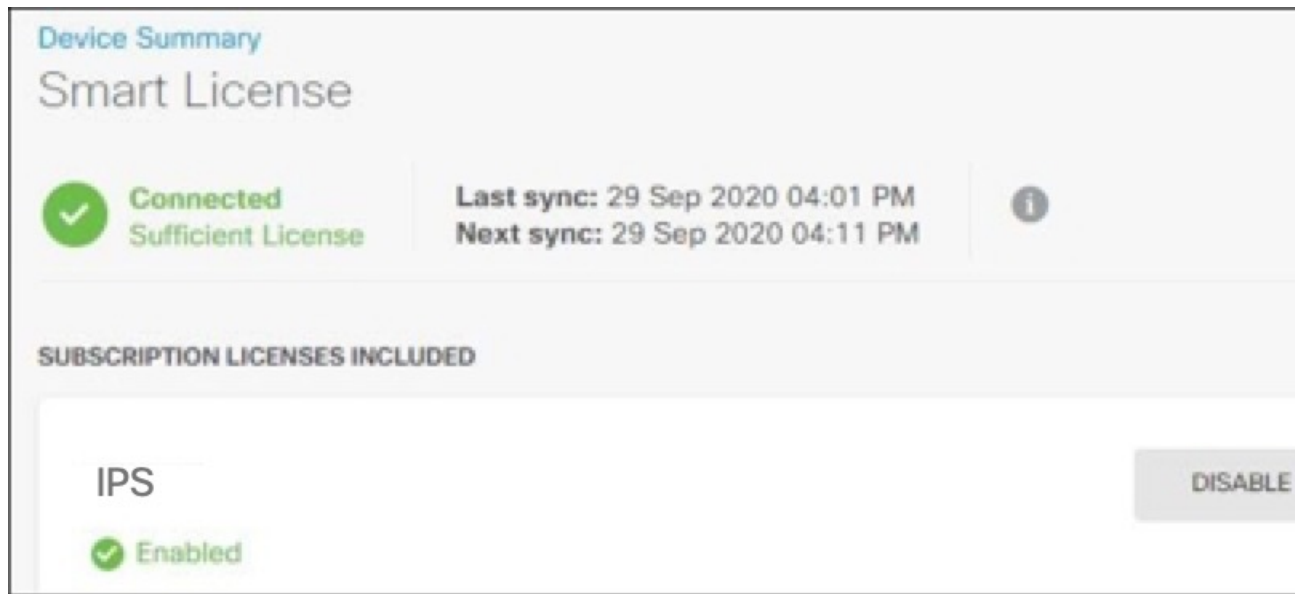 Device Summary
Smart License
Connected
Sufficient License
Last sync: 29 Sep 2020 04:01 PM
Next sync: 29 Sep 2020 04:11 PM
SUBSCRIPTION LICENSES INCLUDED
IPS
DISABLE
Enabled